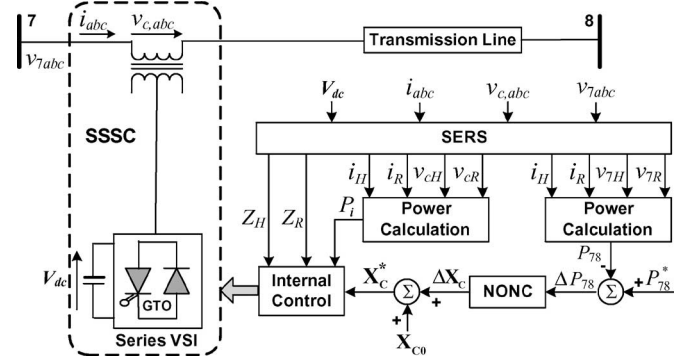 7 i_abc v_c,abc 8
Transmission Line
v_7abc
V_dc i_abc v_c,abc v_7abc
SSSC
SERS
i_H i_R v_cH v_cR i_H i_R v_7H v_7R
Z_H Z_R P_i Power Calculation Power Calculation
P_78
V_dc
GTO
Internal Control X_C^* Σ ΔX_C NONC ΔP_78 Σ P_78^*
- + + +
Series VSI
X_C0